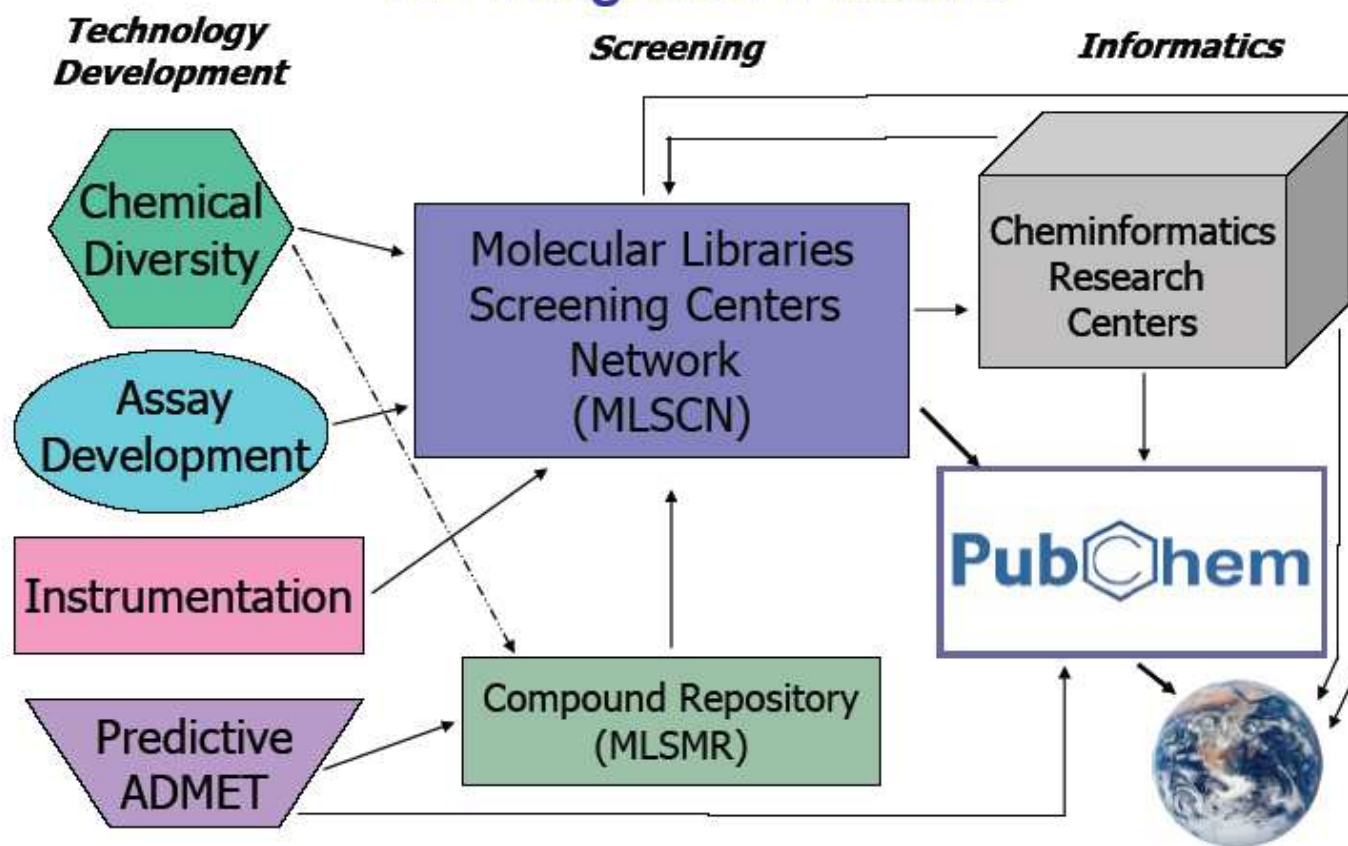 Technology
Development
Screening
Informatics
Chemical
Diversity
Molecular Libraries
Screening Centers
Network
(MLSCN)
Cheminformatics
Research
Centers
Assay
Development
PubChem
Instrumentation
Compound Repository
(MLSMR)
Predictive
ADMET